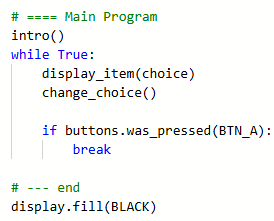 # ==== Main Program
intro()
while True:
    display_item(choice)
    change_choice()

    if buttons.was_pressed(BTN_A):
        break

# --- end
display.fill(BLACK)